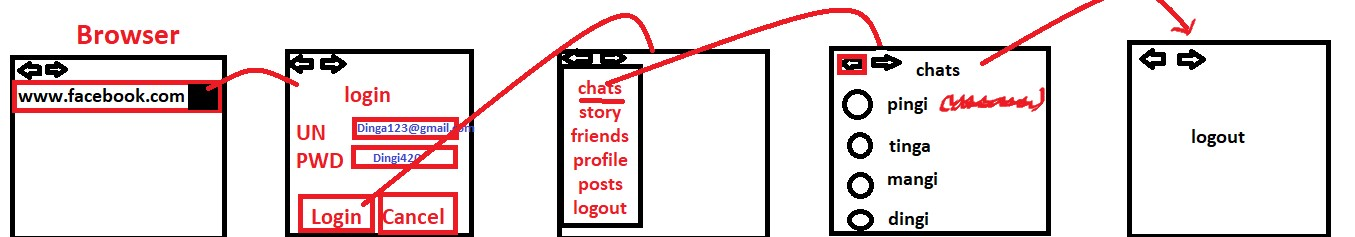 Browser
www.facebook.com
login
UN
Dinga123@gmail.com
PWD
Dingi420
Login
Cancel
chats
story
friends
profile
posts
logout
chats
pingi
tinga
mangi
dingi
logout